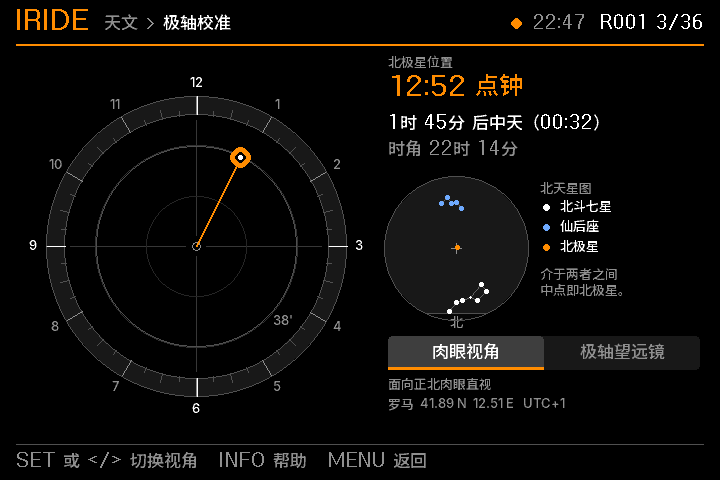 IRIDE 天文 > 极轴校准
22:47 R001 3/36
12
11
1
10
2
9
3
8
4
7
5
6
38'
北极星位置
12:52 点钟
1时 45分 后中天（00:32）
时角 22时 14分
北
北天星图
北斗七星
仙后座
北极星
介于两者之间
中点即北极星。
肉眼视角
极轴望远镜
面向正北肉眼直视
罗马 41.89 N 12.51 E UTC+1
SET 或 </> 切换视角 INFO 帮助 MENU 返回